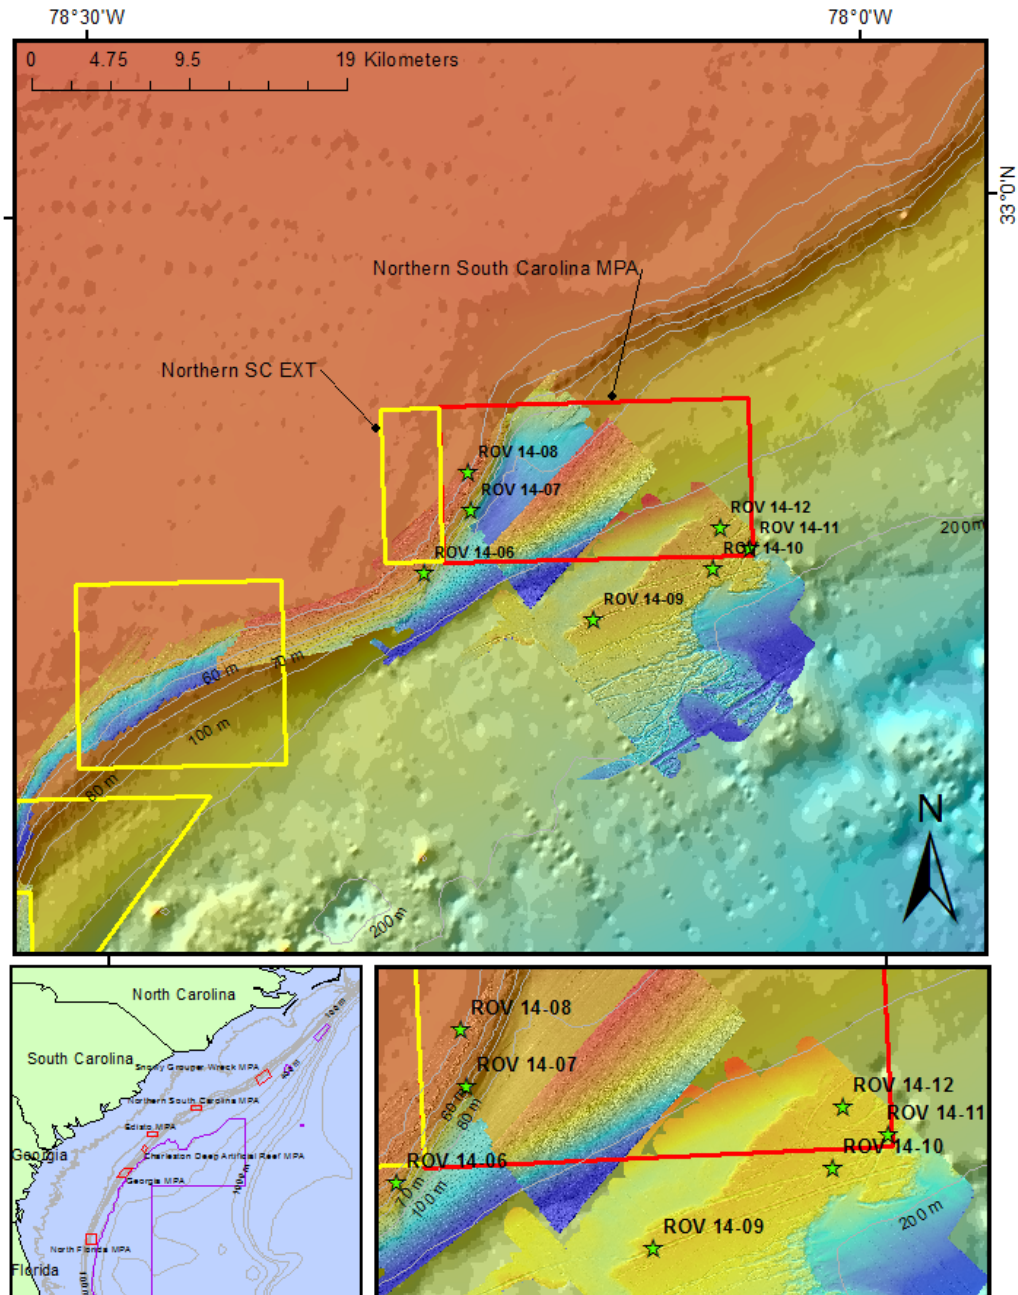 78°30'W
78°0'W
0 4.75 9.5 19 Kilometers
33°0'N
Northern South Carolina MPA
Northern SC EXT
ROV 14-08
ROV 14-07
ROV 14-12
ROV 14-11
ROV 14-10
ROV 14-06
ROV 14-09
200m
60 m
70 m
100 m
80 m
200 m
N
North Carolina
100 m
South Carolina
Snowy Grouper Wreck MPA
100 m
Northern South Carolina MPA
Edisto MPA
Georgia
Charleston Deep Artificial Reef MPA
Georgia MPA
1000 m
North Florida MPA
Florida
1000 m
ROV 14-08
ROV 14-07
60 m
80 m
ROV 14-12
ROV 14-11
ROV 14-10
ROV 14-06
70 m
100 m
200 m
ROV 14-09